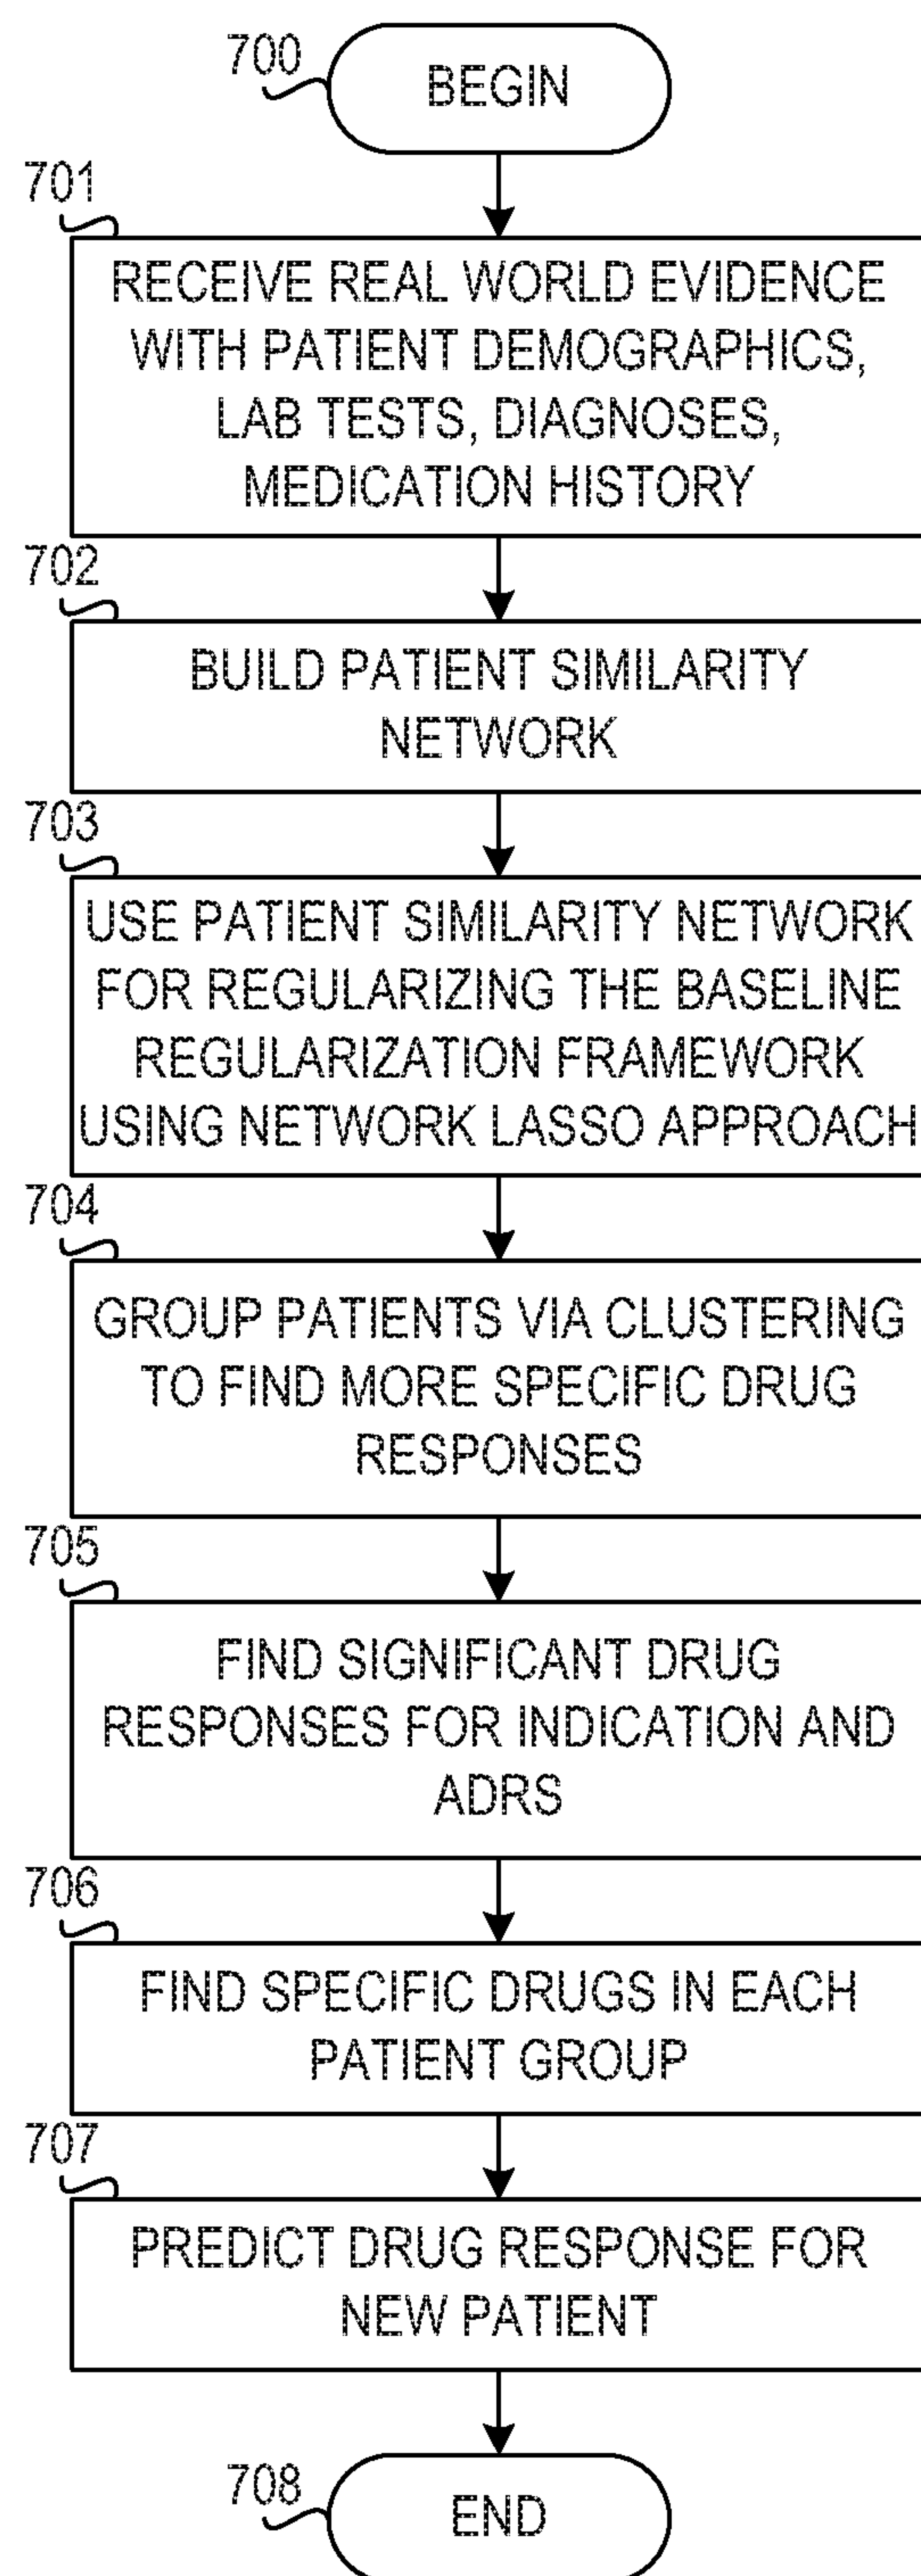 700
BEGIN
701
RECEIVE REAL WORLD EVIDENCE
WITH PATIENT DEMOGRAPHICS,
LAB TESTS, DIAGNOSES,
MEDICATION HISTORY
702
BUILD PATIENT SIMILARITY
NETWORK
703
USE PATIENT SIMILARITY NETWORK
FOR REGULARIZING THE BASELINE
REGULARIZATION FRAMEWORK
USING NETWORK LASSO APPROACH
704
GROUP PATIENTS VIA CLUSTERING
TO FIND MORE SPECIFIC DRUG
RESPONSES
705
FIND SIGNIFICANT DRUG
RESPONSES FOR INDICATION AND
ADRS
706
FIND SPECIFIC DRUGS IN EACH
PATIENT GROUP
707
PREDICT DRUG RESPONSE FOR
NEW PATIENT
708
END